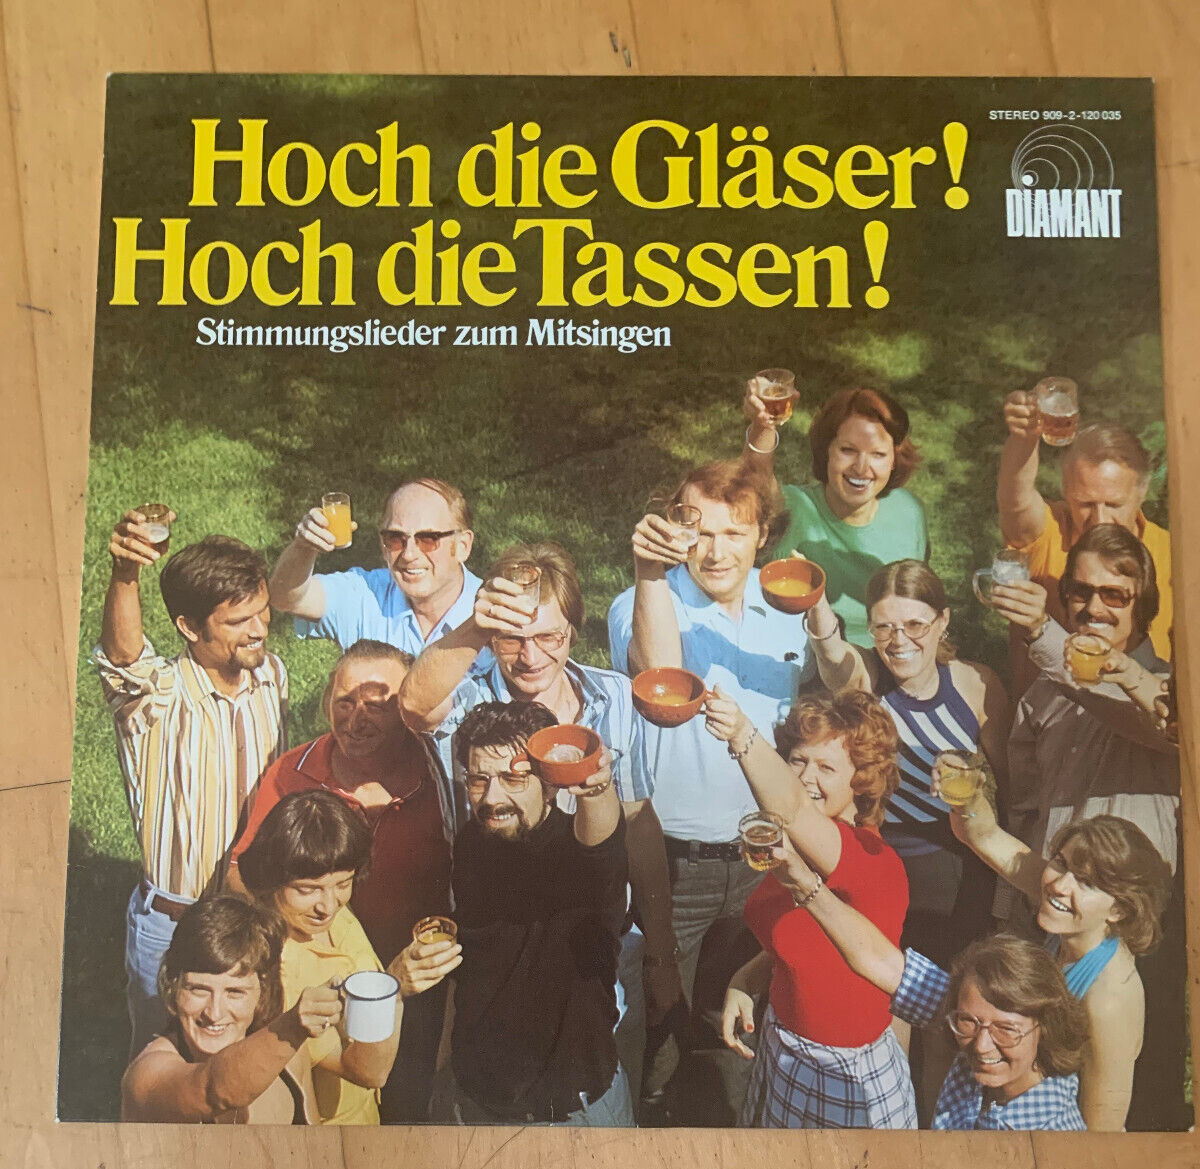 Hoch die Gläser!
Hoch die Tassen!
Stimmungslieder zum Mitsingen
STEREO 909-2-120 035
DiAMANT